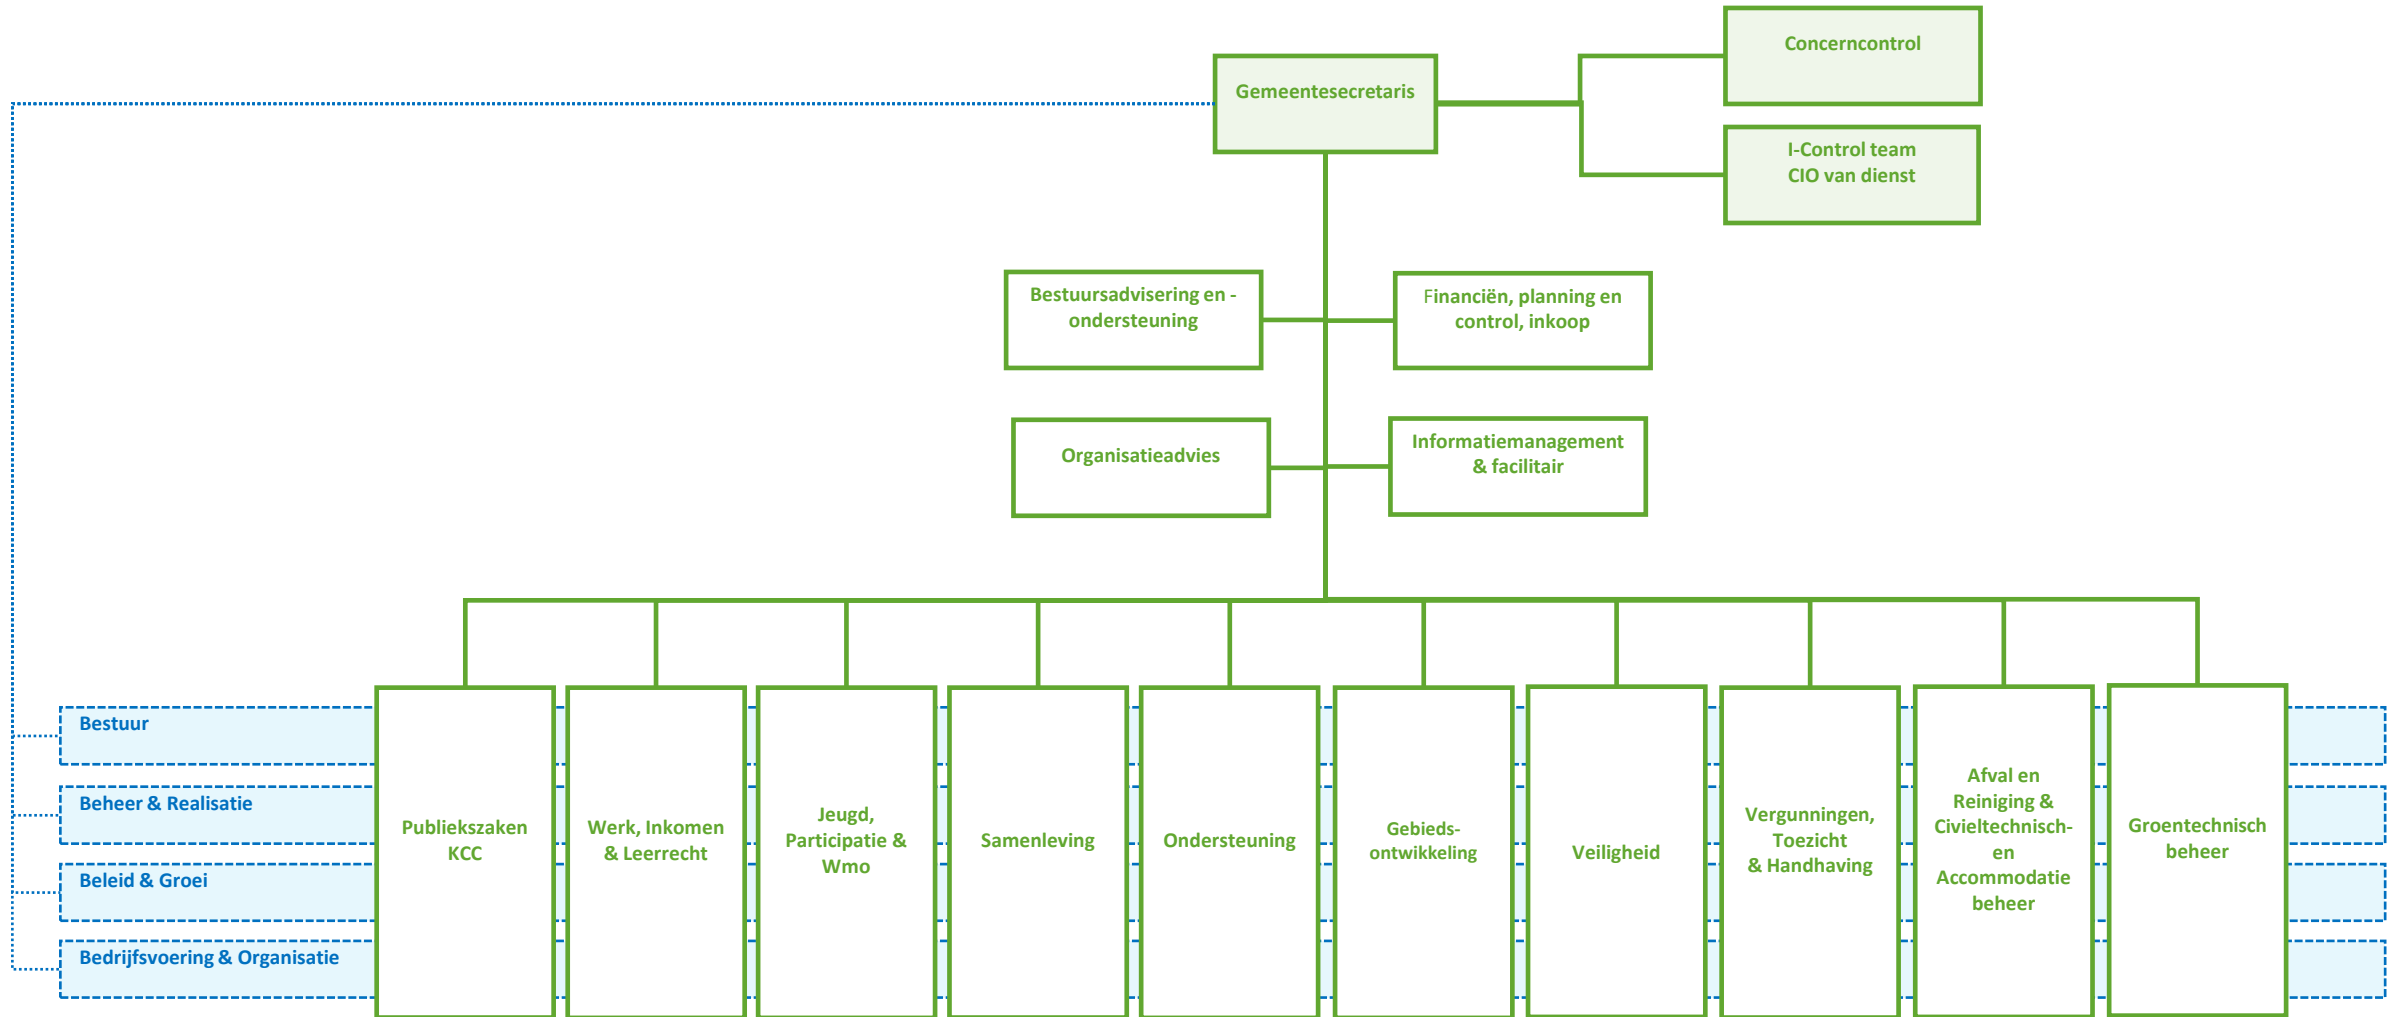 Concerncontrol
Gemeentesecretaris
I-Control team
CIO van dienst
Bestuursadvisering en -
ondersteuning
Financiën, planning en
control, inkoop
Organisatieadvies
Informatiemanagement
& facilitair
Bestuur
Beheer & Realisatie
Beleid & Groei
Bedrijfsvoering & Organisatie
Publiekszaken
KCC
Werk, Inkomen
& Leerrecht
Jeugd,
Participatie &
Wmo
Samenleving
Ondersteuning
Gebieds-
ontwikkeling
Veiligheid
Vergunningen,
Toezicht
& Handhaving
Afval en
Reiniging &
Civieltechnisch-
en
Accommodatie
beheer
Groentechnisch
beheer